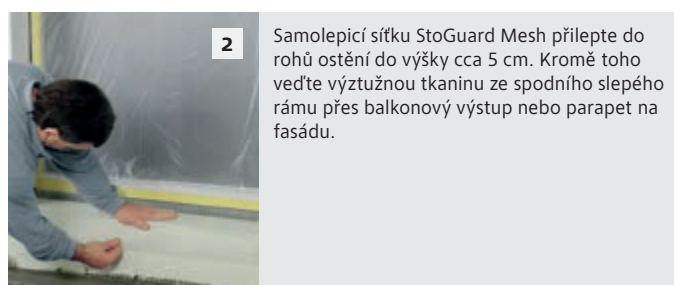 2
Samolepicí síťku StoGuard Mesh přilepte do
rohů ostění do výšky cca 5 cm. Kromě toho
veďte výztužnou tkaninu ze spodního slepého
rámu přes balkonový výstup nebo parapet na
fasádu.